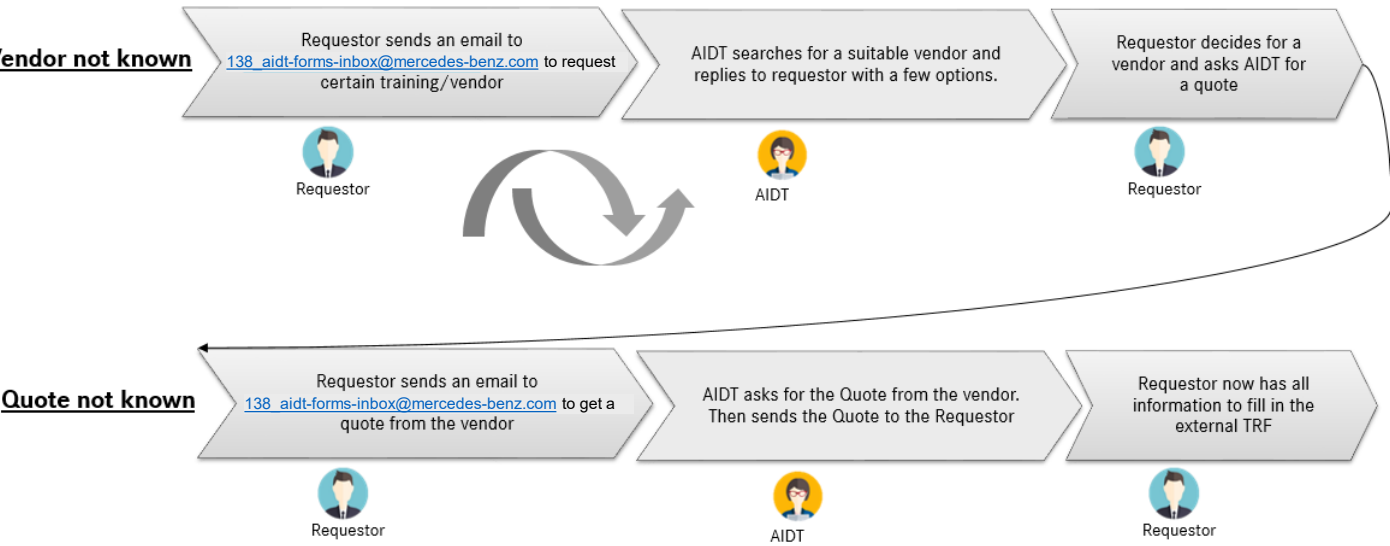 Vendor not known
Requestor sends an email to
138_aidt-forms-inbox@mercedes-benz.com to request
certain training/vendor
AIDT searches for a suitable vendor and
replies to requestor with a few options.
Requestor decides for a
vendor and asks AIDT for
a quote
Requestor
AIDT
Requestor
Quote not known
Requestor sends an email to
138_aidt-forms-inbox@mercedes-benz.com to get a
quote from the vendor
AIDT asks for the Quote from the vendor.
Then sends the Quote to the Requestor
Requestor now has all
information to fill in the
external TRF
Requestor
AIDT
Requestor